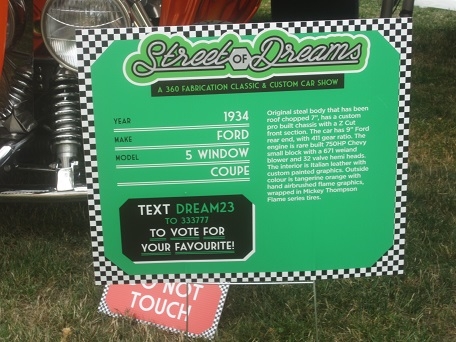 Street OF Dreams
A 360 FABRICATION CLASSIC & CUSTOM CAR SHOW
YEAR 1934
MAKE FORD
MODEL 5 WINDOW
COUPE
Original steal body that has been
roof chopped 7", has a custom
pro built chassis with a Z Cut
front section. The car has 9" Ford
rear end, with 411 gear ratio. The
engine is rare built 750HP Chevy
small block with a 671 weiand
blower and 32 valve hemi heads.
The interior is Italian leather with
custom painted graphics. Outside
colour is tangerine orange with
hand airbrushed flame graphics,
wrapped in Mickey Thompson
Flame series tires.
TEXT DREAM23
TO 333777
TO VOTE FOR
YOUR FAVOURITE!
NOT
TOUCH